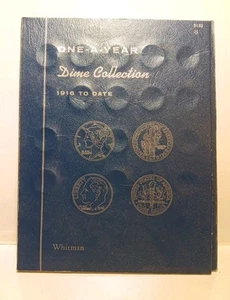 ONE-A-YEAR
Dime Collection
1916 TO DATE
Whitman